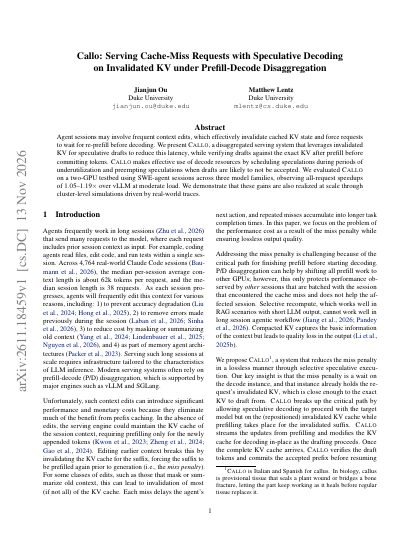 Callo: Serving Cache-Miss Requests with Speculative Decoding
on Invalidated KV under Prefill-Decode Disaggregation
Jianjun Ou
Duke University
jianjun.ou@duke.edu
Matthew Lentz
Duke University
mlentz@cs.duke.edu
arXiv:2611.18459v1 [cs.DC] 13 Nov 2026
Abstract
Agent sessions may involve frequent context edits, which effectively invalidate cached KV state and force requests
to wait for re-prefill before decoding. We present CALLO, a disaggregated serving system that leverages invalidated
KV for speculative drafts to reduce this latency, while verifying drafts against the exact KV after prefill before
committing tokens. CALLO makes effective use of decode resources by scheduling speculations during periods of
underutilization and preempting speculations when drafts are likely to not be accepted. We evaluated CALLO
on a two-GPU testbed using SWE-agent sessions across three model families, observing all-request speedups
of 1.05–1.19× over vLLM at moderate load. We demonstrate that these gains are also realized at scale through
cluster-level simulations driven by real-world traces.
1 Introduction
Agents frequently work in long sessions (Zhu et al., 2026)
that send many requests to the model, where each request
includes prior session context as input. For example, coding
agents read files, edit code, and run tests within a single ses-
sion. Across 4,764 real-world Claude Code sessions (Bau-
mann et al., 2026), the median per-session average con-
text length is about 62k tokens per request, and the me-
dian session length is 38 requests. As each session pro-
gresses, agents will frequently edit this context for various
reasons, including: 1) to prevent accuracy degradation (Liu
et al., 2024; Hong et al., 2025), 2) to remove errors made
previously during the session (Laban et al., 2026; Sinha
et al., 2026), 3) to reduce cost by masking or summarizing
old context (Yang et al., 2024; Lindenbauer et al., 2025;
Nguyen et al., 2026), and 4) as part of memory agent archi-
tectures (Packer et al., 2023). Serving such long sessions at
scale requires infrastructure tailored to the characteristics
of LLM inference. Modern serving systems often rely on
prefill-decode (P/D) disaggregation, which is supported by
major engines such as vLLM and SGLang.
Unfortunately, such context edits can introduce significant
performance and monetary costs because they eliminate
much of the benefit from prefix caching. In the absence of
edits, the serving engine could maintain the KV cache of
the session context, requiring prefilling only for the newly
appended tokens (Kwon et al., 2023; Zheng et al., 2024;
Gao et al., 2024). Editing earlier context breaks this by
invalidating the KV cache for the suffix, forcing the suffix to
be prefilled again prior to generation (i.e., the miss penalty).
For some classes of edits, such as those that mask or sum-
marize old context, this can lead to invalidation of most
(if not all) of the KV cache. Each miss delays the agent's
next action, and repeated misses accumulate into longer task
completion times. In this paper, we focus on the problem of
the performance cost as a result of the miss penalty while
ensuring lossless output quality.
Addressing the miss penalty is challenging because of the
critical path for finishing prefill before starting decoding.
P/D disaggregation can help by shifting all prefill work to
other GPUs, however, this only protects performance ob-
served by other sessions that are batched with the session
that encountered the cache miss and does not help the af-
fected session. Selective recompute, which works well in
RAG scenarios with short LLM output, cannot work well in
long session agentic workflow (Jiang et al., 2026; Pandey
et al., 2026). Compacted KV captures the basic information
of the context but leads to quality loss in the output (Li et al.,
2025b).
We propose CALLO1, a system that reduces the miss penalty
in a lossless manner through selective speculative execu-
tion. Our key insight is that the miss penalty is a wait on
the decode instance, and that instance already holds the re-
quest's invalidated KV, which is close enough to the exact
KV to draft from. CALLO breaks up the critical path by
allowing speculative decoding to proceed with the target
model but on the (repositioned) invalidated KV cache while
prefilling takes place for the invalidated suffix. CALLO
streams the updates from prefilling and modifies the KV
cache for decoding in-place as the drafting proceeds. Once
the complete KV cache arrives, CALLO verifies the draft
tokens and commits the accepted prefix before resuming
1CALLO is Italian and Spanish for callus. In biology, callus
is provisional tissue that seals a plant wound or bridges a bone
fracture, letting the part keep working as it heals before regular
tissue replaces it.
1